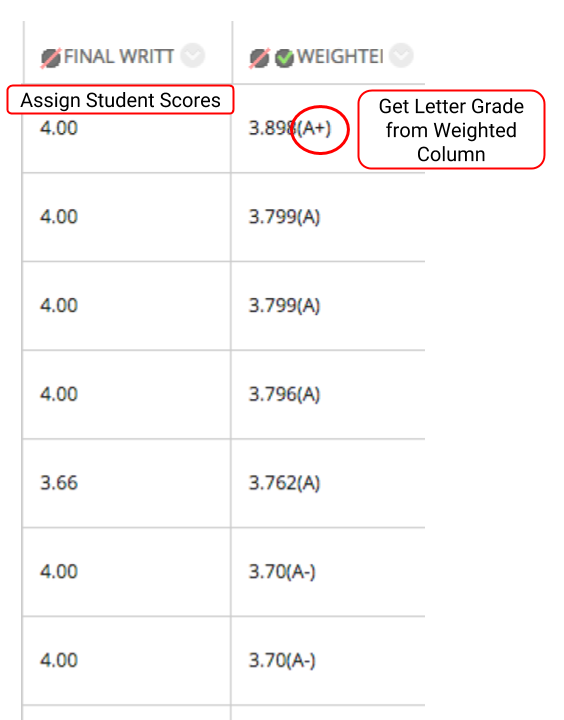 FINAL WRITT WEIGHTEI
Assign Student Scores
Get Letter Grade
from Weighted
Column
4.00 3.898(A+)
4.00 3.799(A)
4.00 3.799(A)
4.00 3.796(A)
3.66 3.762(A)
4.00 3.70(A-)
4.00 3.70(A-)